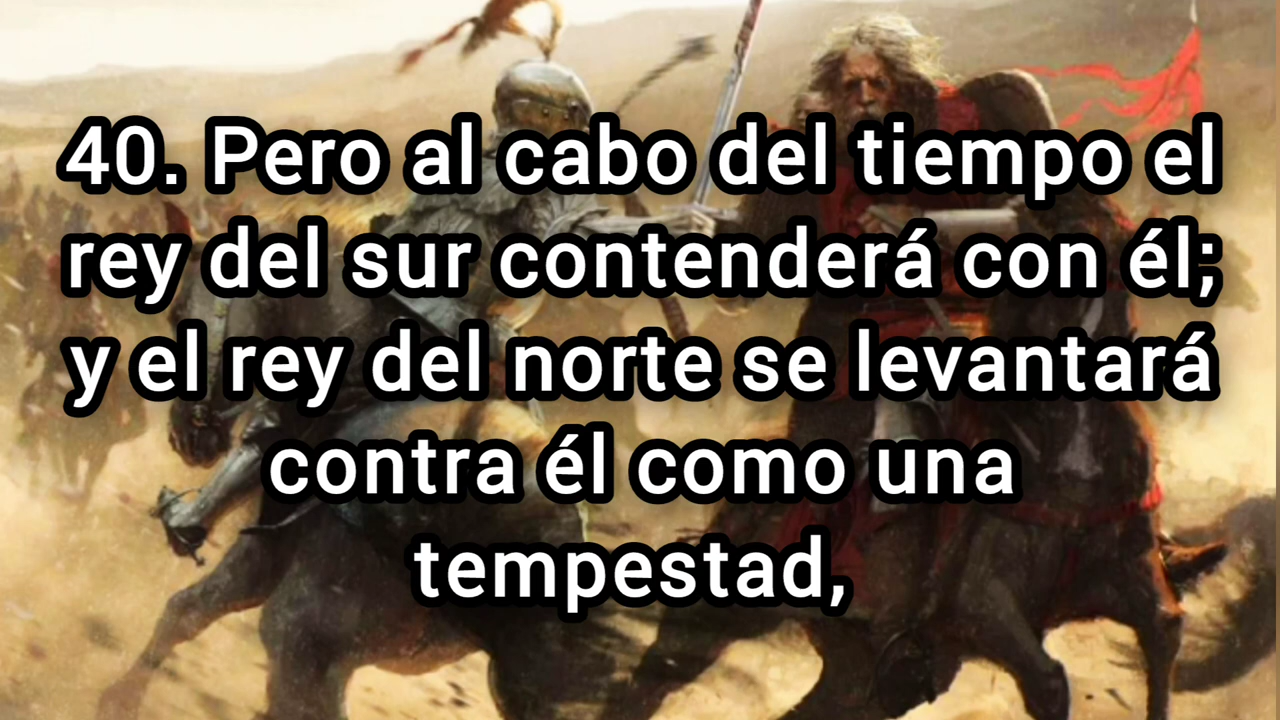 40. Pero al cabo del tiempo el
rey del sur contenderá con él;
y el rey del norte se levantará
contra él como una
tempestad,